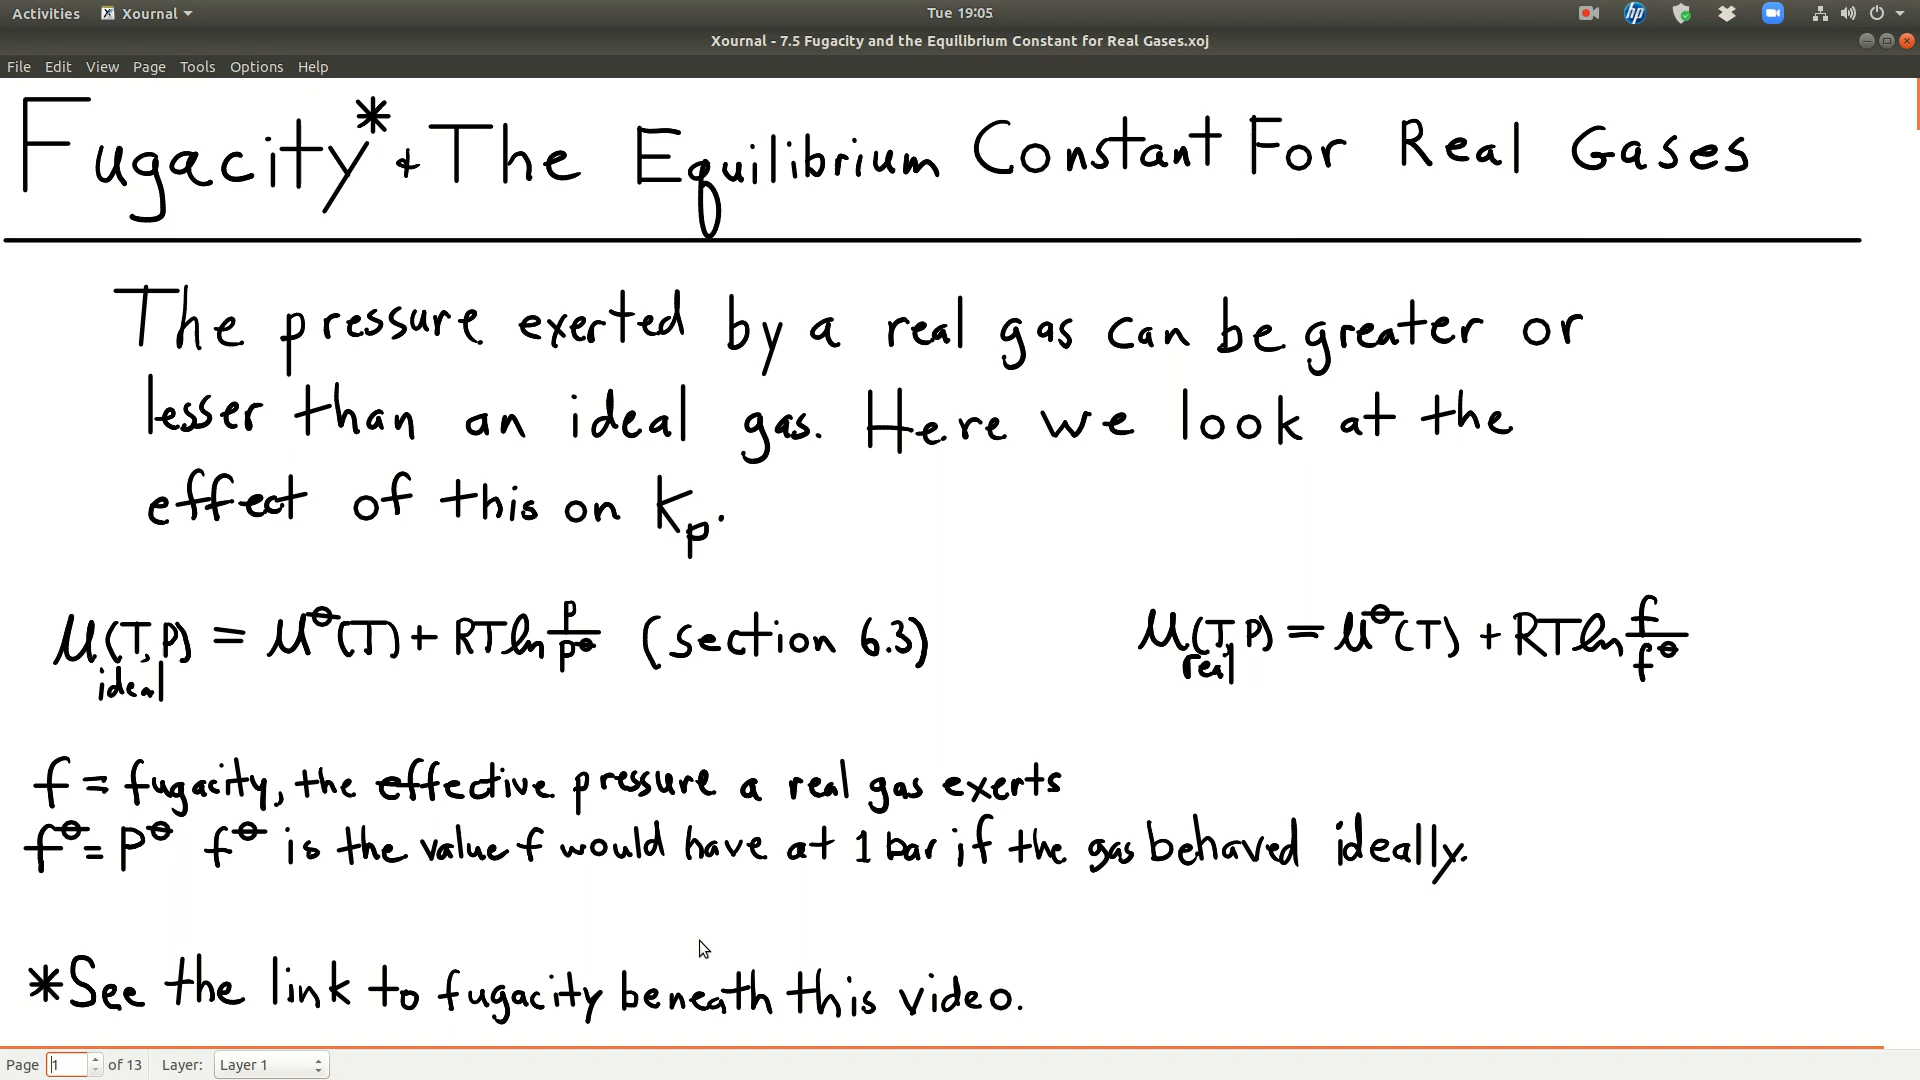 Activities Xournal Tue 19:05
Xournal - 7.5 Fugacity and the Equilibrium Constant for Real Gases.xoj
File Edit View Page Tools Options Help
Fugacity* + The Equilibrium Constant For Real Gases
The pressure exerted by a real gas can be greater or
lesser than an ideal gas. Here we look at the
effect of this on Kp.
μ(T,P)ideal = μ⦵(T) + RTln P/P⦵ (section 6.3) μ(T,P)real = μ⦵(T) + RTln f/f⦵
f = fugacity, the effective pressure a real gas exerts
f⦵ = P⦵ f⦵ is the value f would have at 1 bar if the gas behaved ideally.
*See the link to fugacity beneath this video.
Page 1 of 13 Layer: Layer 1